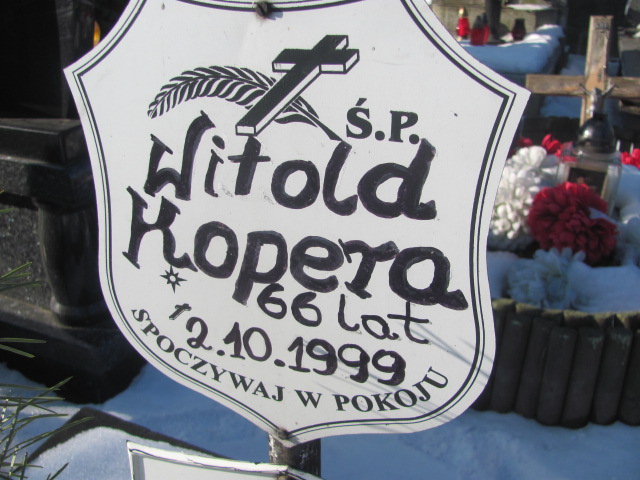 Ś.P.
Witold
Kopera
66 lat
* † 2.10.1999
SPOCZYWAJ W POKOJU